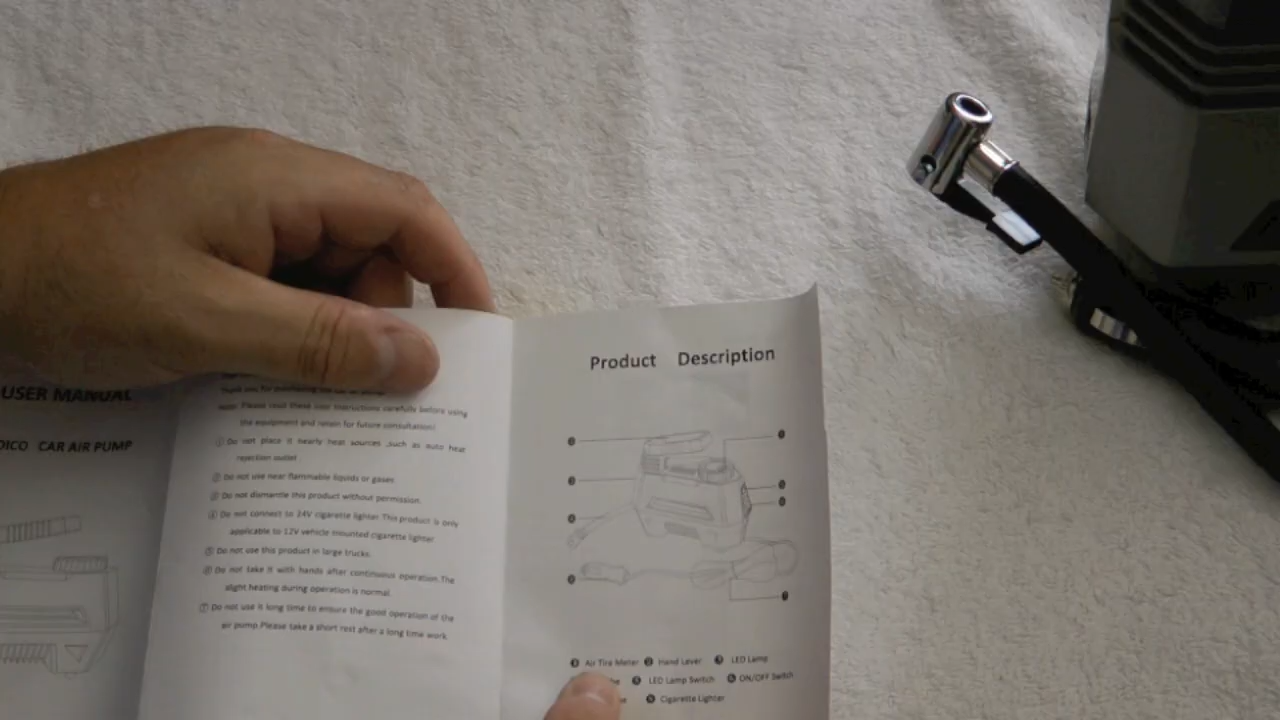 USER MANUAL
DICO CAR AIR PUMP
Thank you for purchasing
Note: Please read these user instructions carefully before using
the equipment and retain for future consultation!
① Do not place it nearly heat sources ,such as auto heat
rejection outlet
② Do not use near flammable liquids or gases
③ Do not dismantle this product without permission.
④ Do not connect to 24V cigarette lighter.This product is only
applicable to 12V vehicle mounted cigarette lighter
⑤ Do not use this product in large trucks.
⑥ Do not take it with hands after continuous operation.The
slight heating during operation is normal.
⑦ Do not use it long time to ensure the good operation of the
air pump.Please take a short rest after a long time work.
Product Description
Air Tire Meter Hand Lever LED Lamp
LED Lamp Switch ON/OFF Switch
Cigarette Lighter